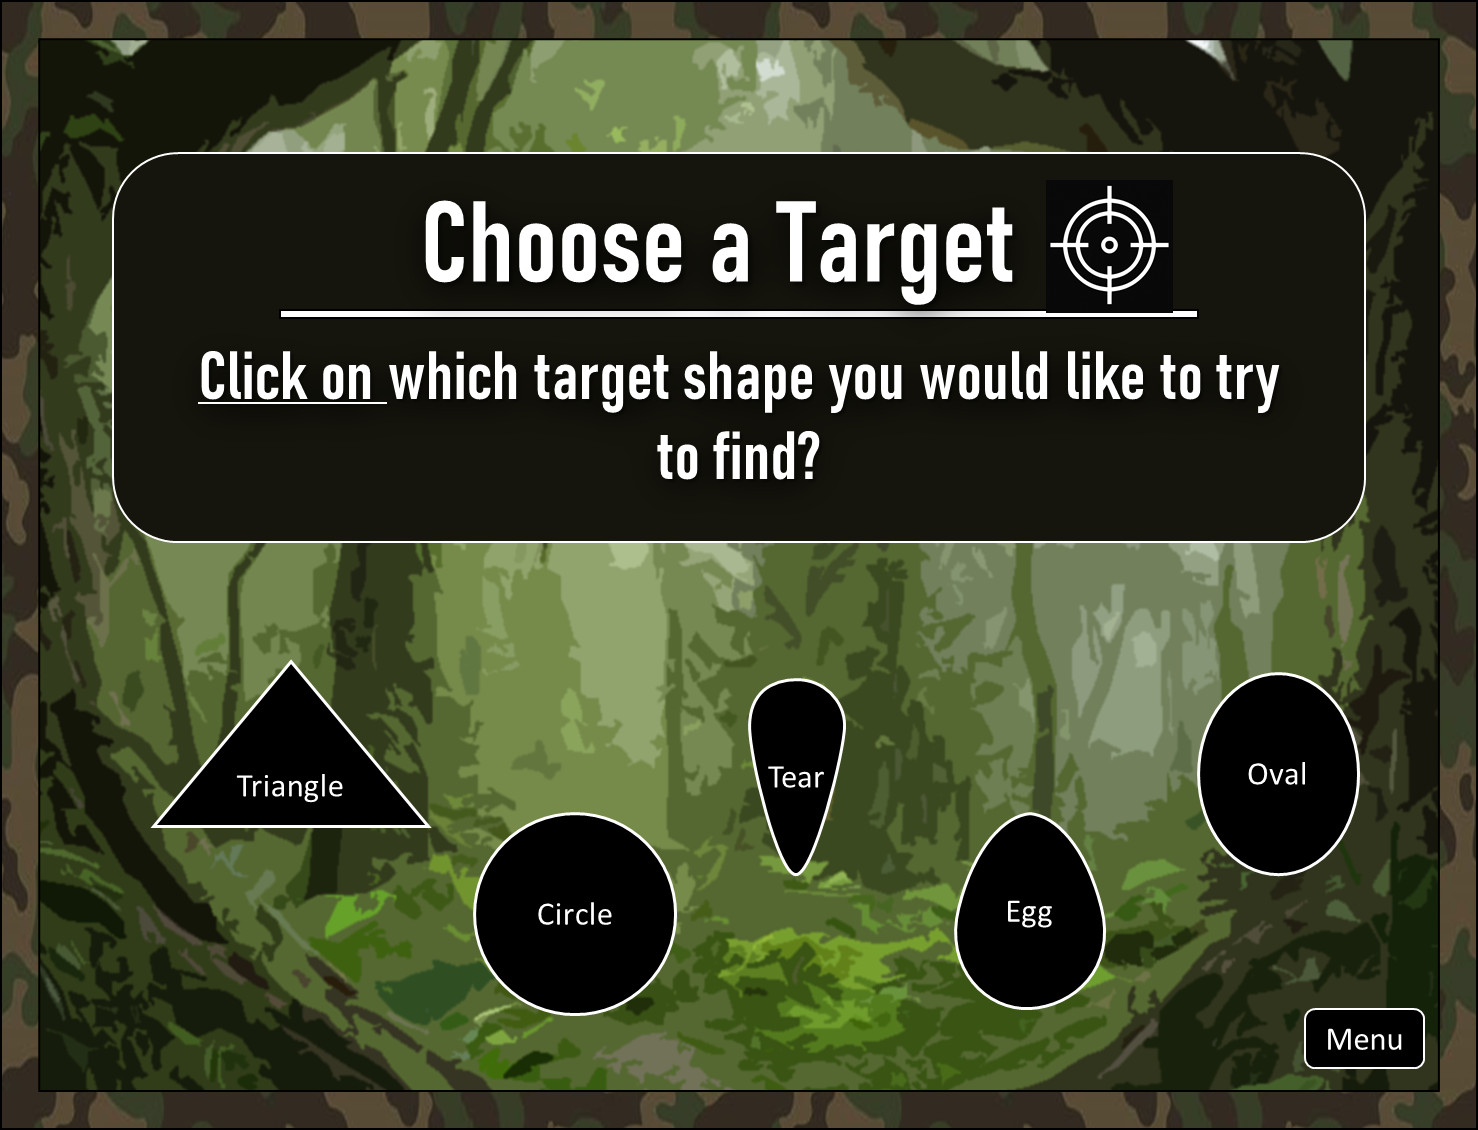 Choose a Target
Click on which target shape you would like to try
to find?
Triangle
Circle
Tear
Egg
Oval
Menu